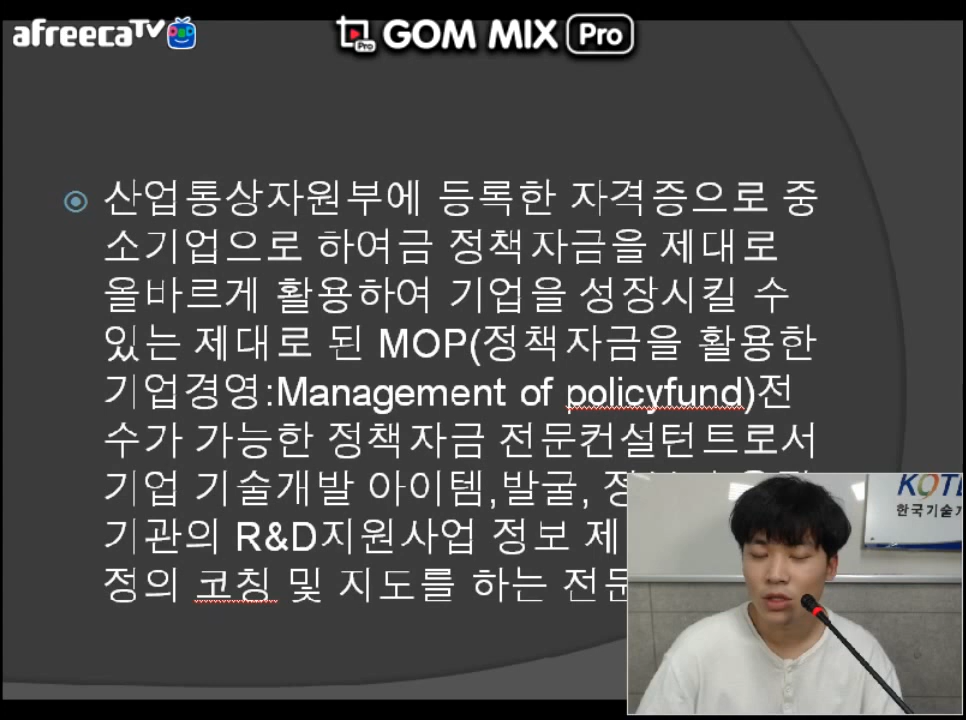 afreecaTV
GOM MIX Pro
산업통상자원부에 등록한 자격증으로 중
소기업으로 하여금 정책자금을 제대로
올바르게 활용하여 기업을 성장시킬 수
있는 제대로 된 MOP(정책자금을 활용한
기업경영:Management of policyfund)전
수가 가능한 정책자금 전문컨설턴트로서
기업 기술개발 아이템,발굴,
기관의 R&D지원사업 정보 제
정의 코칭 및 지도를 하는 전문
한국기술개